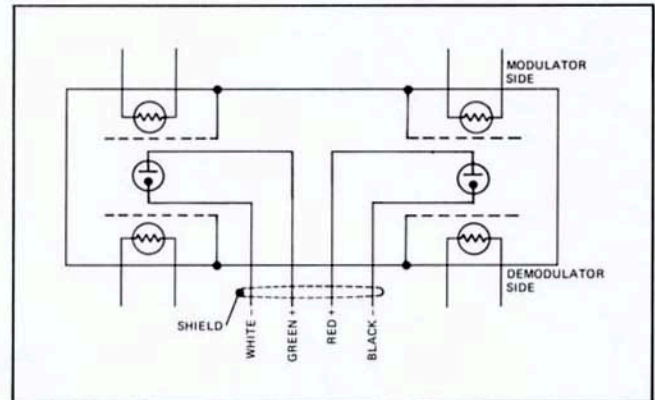 MODULATOR
SIDE
DEMODULATOR
SIDE
SHIELD
WHITE -
GREEN +
RED +
BLACK -